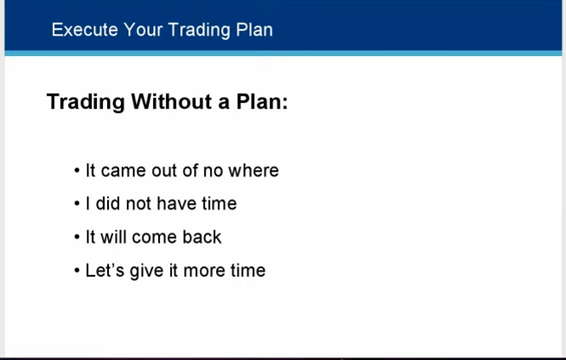 Execute Your Trading Plan
Trading Without a Plan:
• It came out of no where
• I did not have time
• It will come back
• Let's give it more time